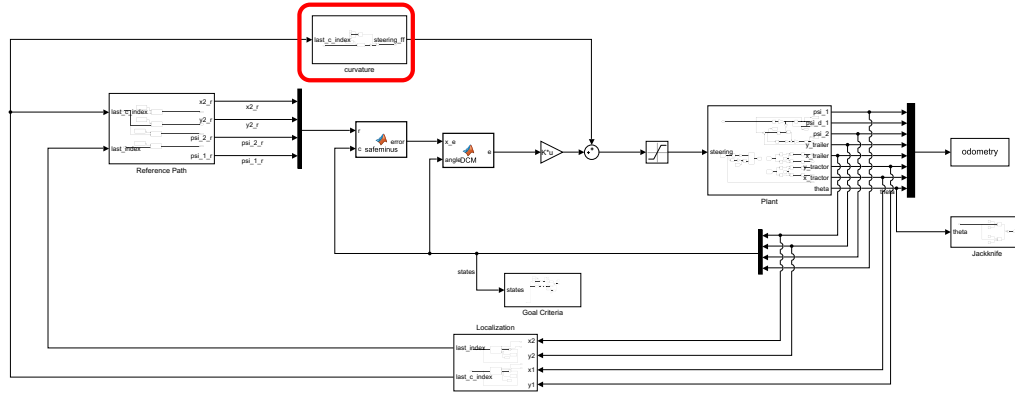 last_c_index
steering_ff
curvature
last_c_index
last_index
x2_r
y2_r
psi_2_r
psi_1_r
x2_r
y2_r
psi_2_r
psi_1_r
Reference Path
r
c
error
safeminus
x_e
angle
DCM
e
K*u
steering
psi_1
psi_d_1
psi_2
y_trailer
x_trailer
y_tractor
x_tractor
theta
Plant
theta
odometry
theta
Jackknife
states
states
Goal Criteria
Localization
last_index
last_c_index
x2
y2
x1
y1